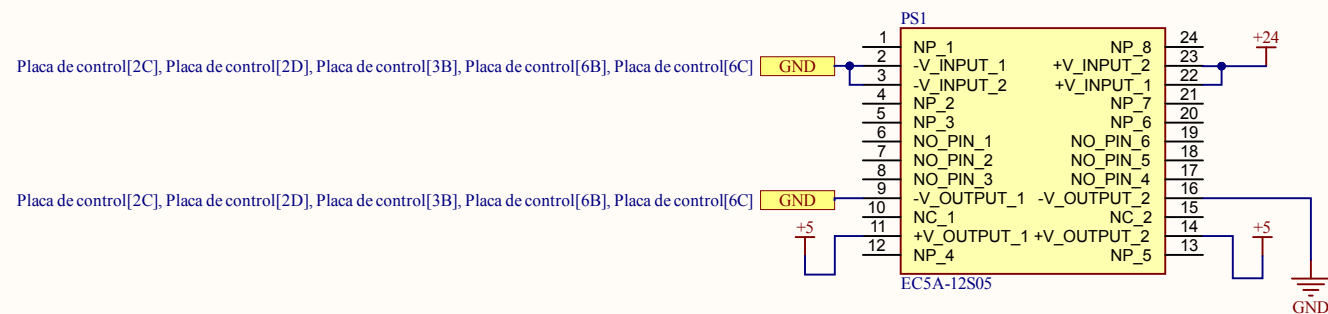 PS1
1 NP_1 NP_8 24
2 -V_INPUT_1 +V_INPUT_2 23
3 -V_INPUT_2 +V_INPUT_1 22
4 NP_2 NP_7 21
5 NP_3 NP_6 20
6 NO_PIN_1 NO_PIN_6 19
7 NO_PIN_2 NO_PIN_5 18
8 NO_PIN_3 NO_PIN_4 17
9 -V_OUTPUT_1 -V_OUTPUT_2 16
10 NC_1 NC_2 15
11 +V_OUTPUT_1 +V_OUTPUT_2 14
12 NP_4 NP_5 13
EC5A-12S05
Placa de control[2C], Placa de control[2D], Placa de control[3B], Placa de control[6B], Placa de control[6C] GND
+24
Placa de control[2C], Placa de control[2D], Placa de control[3B], Placa de control[6B], Placa de control[6C] GND
+5
+5
GND